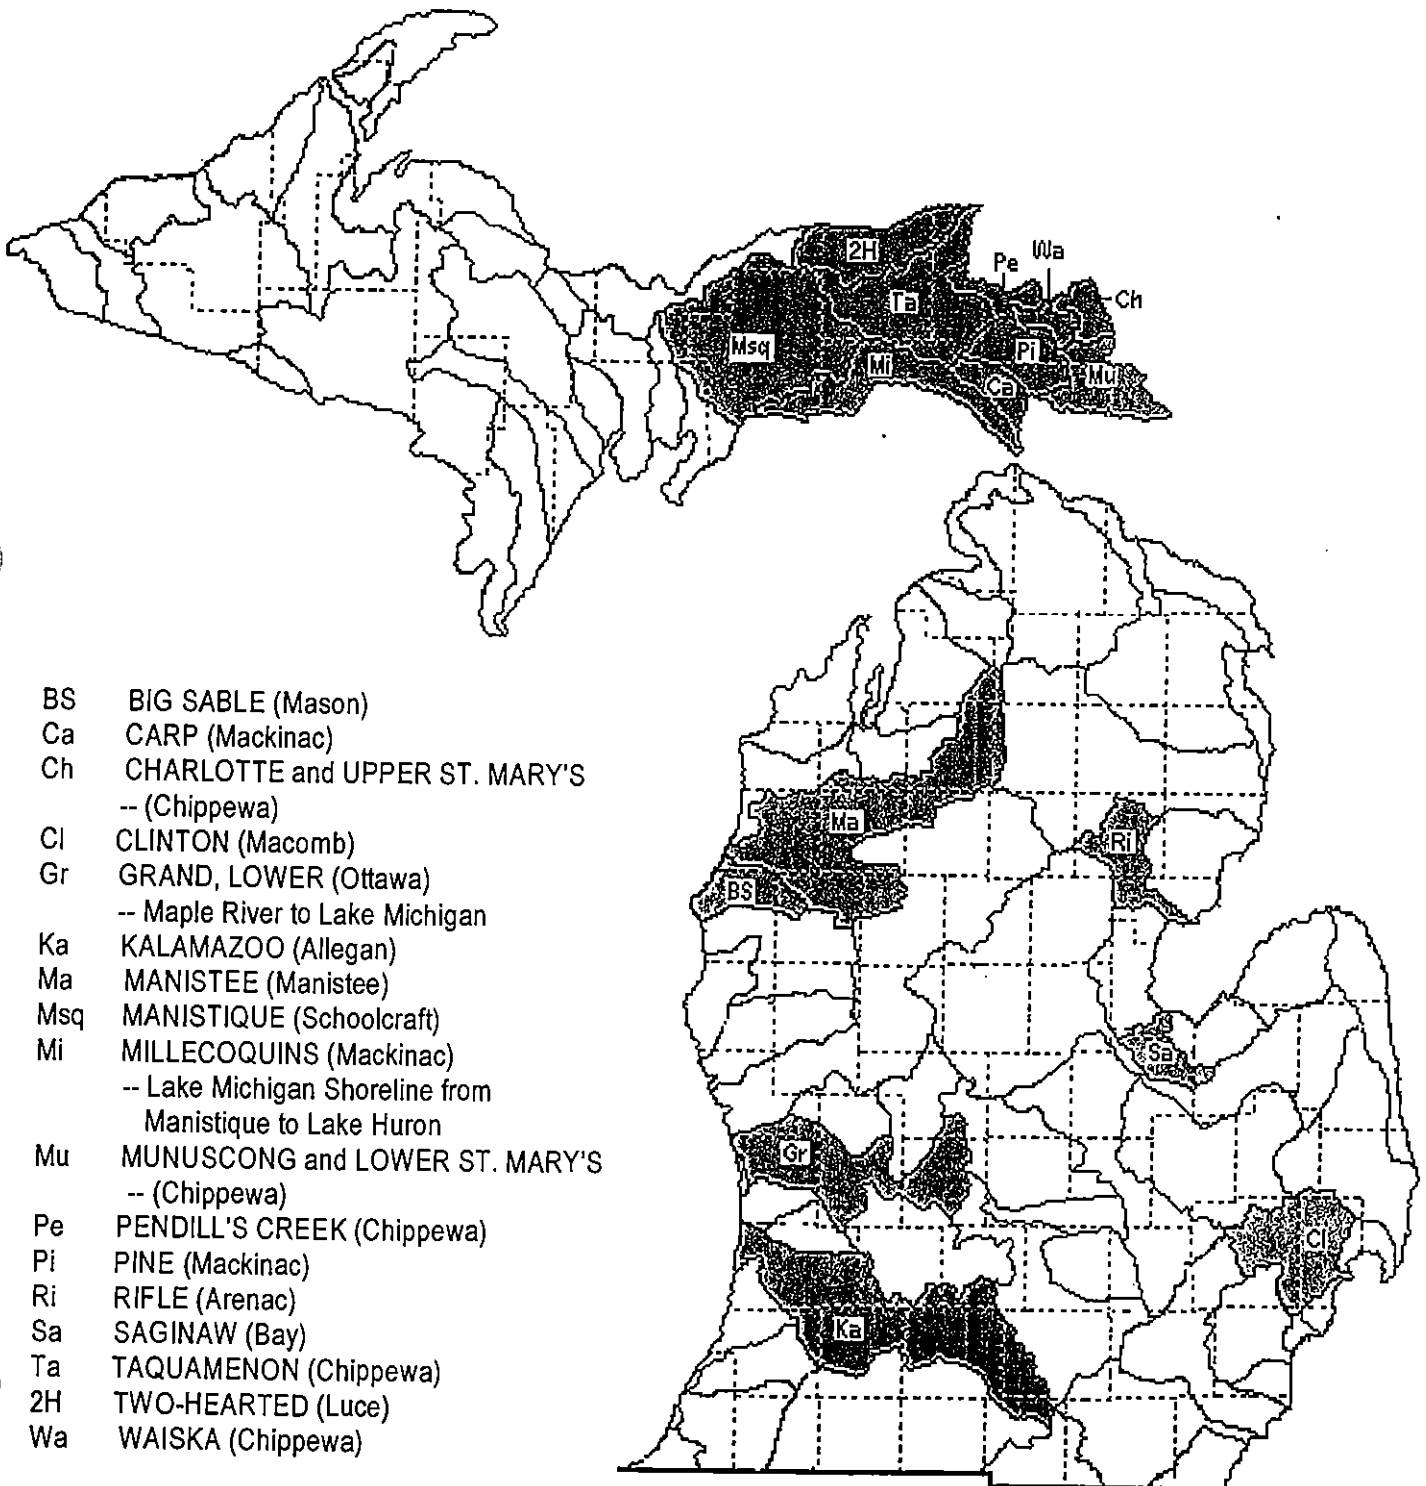 2H
Pe
Wa
Ta
Ch
Msq
Mi
Pi
Ca
Mu
BS BIG SABLE (Mason)
Ca CARP (Mackinac)
Ch CHARLOTTE and UPPER ST. MARY'S
-- (Chippewa)
Cl CLINTON (Macomb)
Gr GRAND, LOWER (Ottawa)
-- Maple River to Lake Michigan
Ka KALAMAZOO (Allegan)
Ma MANISTEE (Manistee)
Msq MANISTIQUE (Schoolcraft)
Mi MILLECOQUINS (Mackinac)
-- Lake Michigan Shoreline from
Manistique to Lake Huron
Mu MUNUSCONG and LOWER ST. MARY'S
-- (Chippewa)
Pe PENDILL'S CREEK (Chippewa)
Pi PINE (Mackinac)
Ri RIFLE (Arenac)
Sa SAGINAW (Bay)
Ta TAQUAMENON (Chippewa)
2H TWO-HEARTED (Luce)
Wa WAISKA (Chippewa)
Ma
Ri
BS
Sa
Gr
Cl
Ka